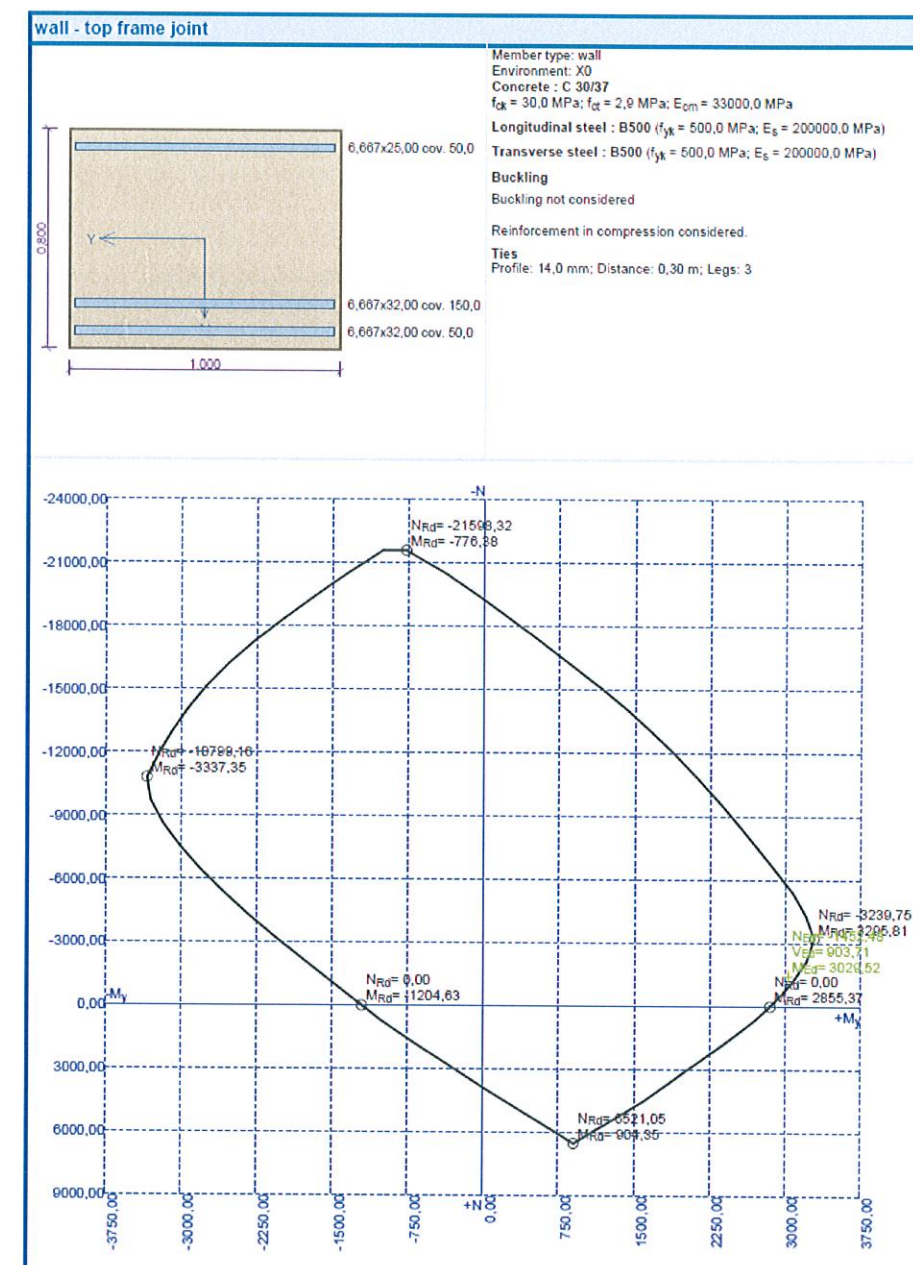 wall - top frame joint
Member type: wall
Environment: X0
Concrete : C 30/37
fck = 30,0 MPa; fct = 2,9 MPa; Ecm = 33000,0 MPa
Longitudinal steel : B500 (fyk = 500,0 MPa; Es = 200000,0 MPa)
Transverse steel : B500 (fyk = 500,0 MPa; Es = 200000,0 MPa)
Buckling
Buckling not considered
Reinforcement in compression considered.
Ties
Profile: 14,0 mm; Distance: 0,30 m; Legs: 3
6,667x25,00 cov. 50,0
0,800
Y
6,667x32,00 cov. 150,0
6,667x32,00 cov. 50,0
1,000
-24000,00
-N
NRd= -21598,32
MRd= -776,38
-21000,00
-18000,00
-15000,00
-12000,00
NRd= -10799,16
MRd= -3337,35
-9000,00
-6000,00
NRd= -3239,75
MRd= 3295,81
-3000,00
VEd= 903,71
MEd= 3029,52
NRd= 0,00
MRd= -1204,63
NRd= 0,00
MRd= 2855,37
0,00
-My
+My
3000,00
NRd= 6521,05
MRd= 904,35
6000,00
9000,00
+N
-3750,00
-3000,00
-2250,00
-1500,00
-750,00
0,00
750,00
1500,00
2250,00
3000,00
3750,00